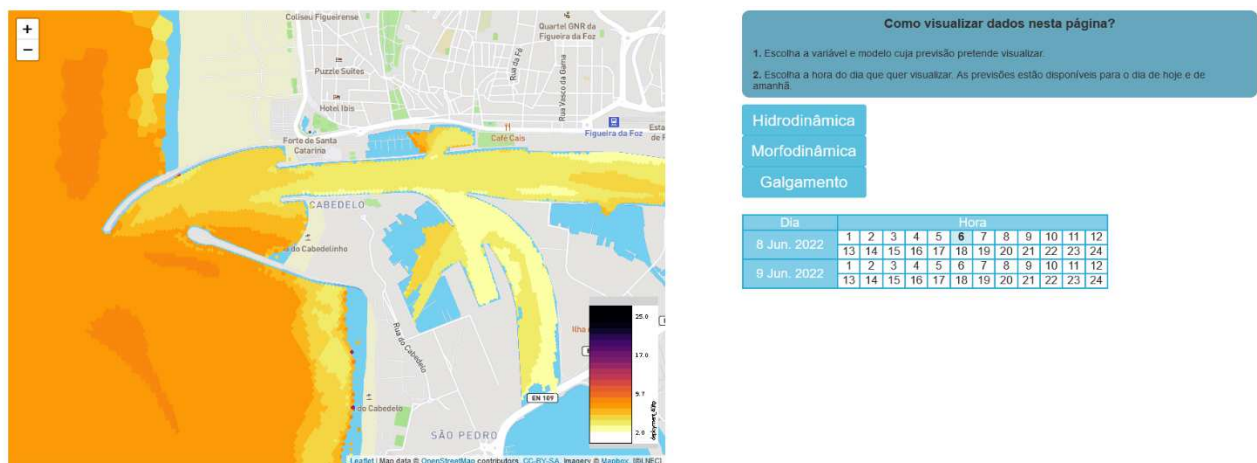 +
−
Coliseu Figueirense
Quartel GNR da
Figueira da Foz
Rua da Fé
Rua Vasco da Gama
Puzzle Suites
Hotel Ibis
Forte de Santa
Catarina
Café Cais
Figueira da Foz
Esta
de F
CABEDELO
do Cabedelinho
Rua do Cabedelo
Ilha
EN 109
do Cabedelo
SÃO PEDRO
25.0
17.0
9.7
2.0
Leaflet | Map data © OpenStreetMap contributors, CC-BY-SA, Imagery © Mapbox, IPILNEC
Como visualizar dados nesta página?
1. Escolha a variável e modelo cuja previsão pretende visualizar.
2. Escolha a hora do dia que quer visualizar. As previsões estão disponíveis para o dia de hoje e de
amanhã.
Hidrodinâmica
Morfodinâmica
Galgamento
Dia Hora
8 Jun. 2022 1 2 3 4 5 6 7 8 9 10 11 12
13 14 15 16 17 18 19 20 21 22 23 24
9 Jun. 2022 1 2 3 4 5 6 7 8 9 10 11 12
13 14 15 16 17 18 19 20 21 22 23 24